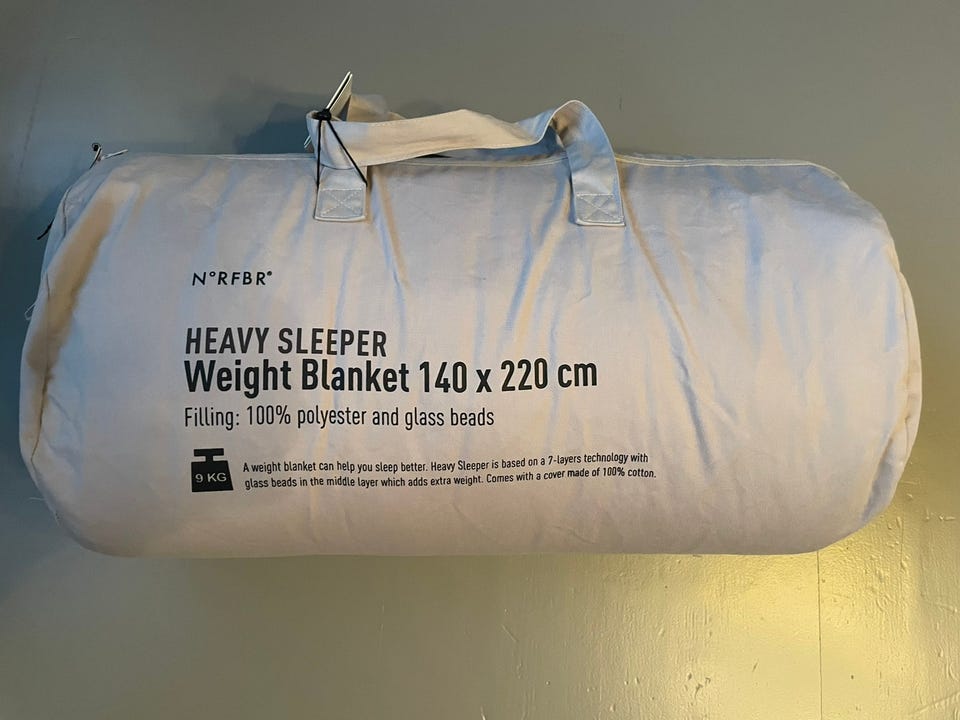 N°RFBR®
HEAVY SLEEPER
Weight Blanket 140 x 220 cm
Filling: 100% polyester and glass beads
9 KG
A weight blanket can help you sleep better. Heavy Sleeper is based on a 7-layers technology with
glass beads in the middle layer which adds extra weight. Comes with a cover made of 100% cotton.